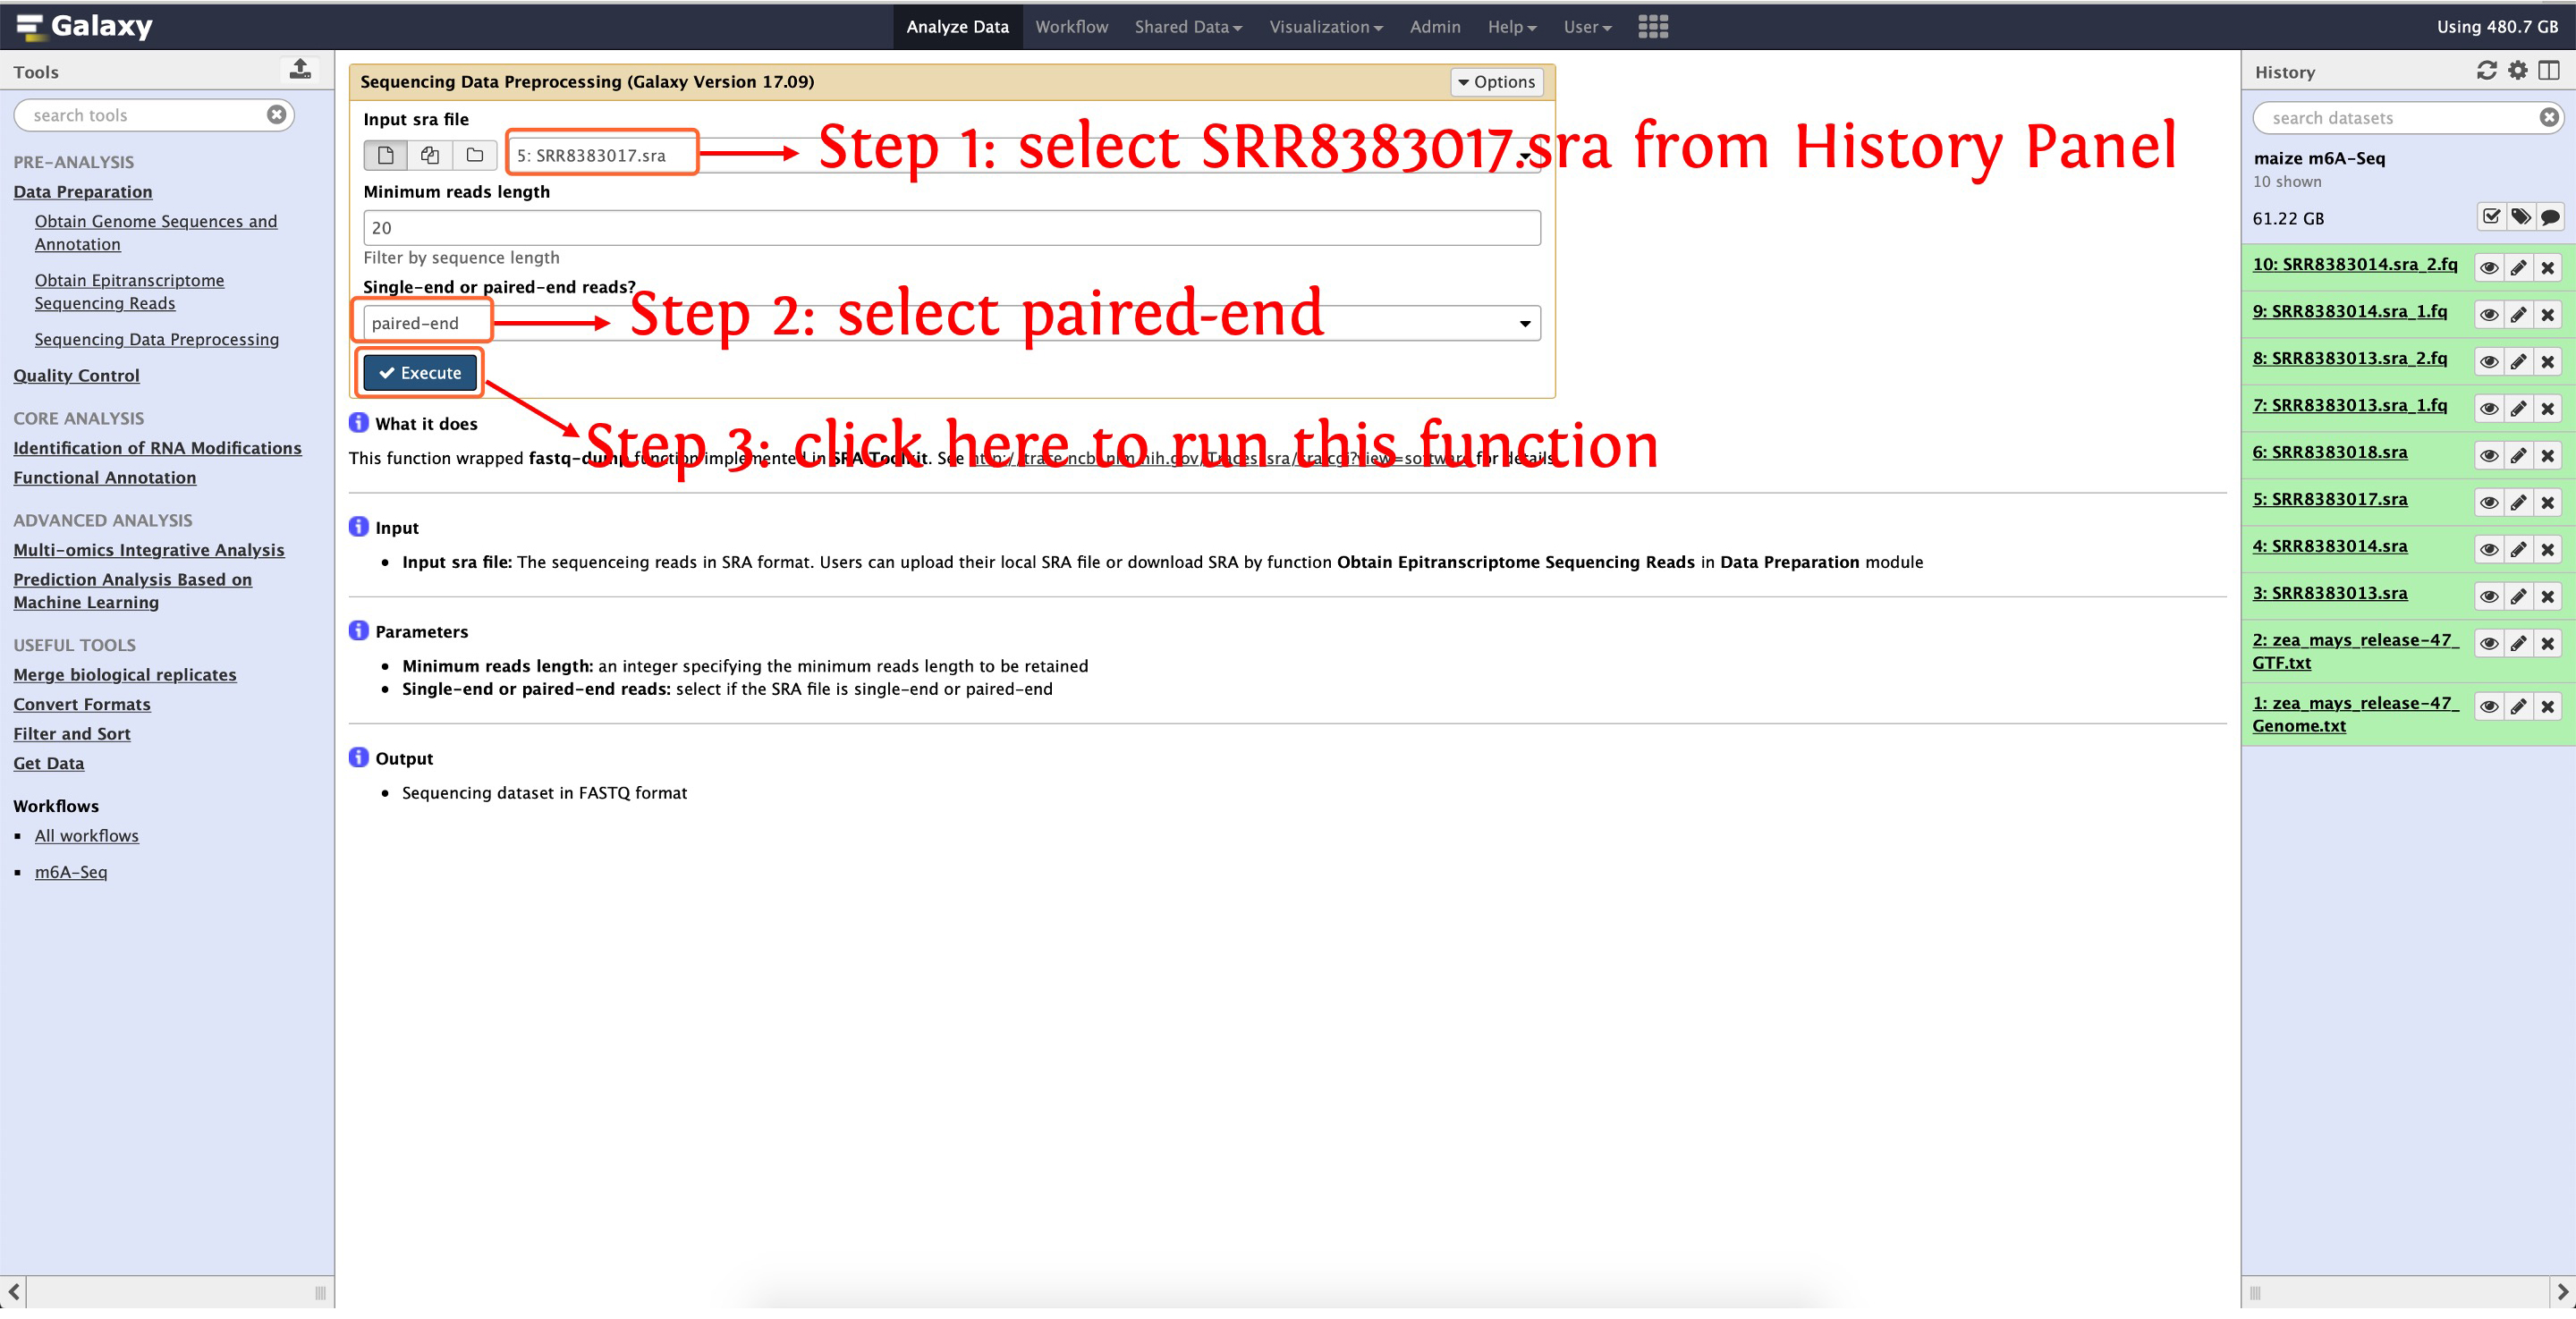 Galaxy
Analyze Data
Workflow
Shared Data
Visualization
Admin
Help
User
Using 480.7 GB
Tools
search tools
PRE-ANALYSIS
Data Preparation
Obtain Genome Sequences and
Annotation
Obtain Epitranscriptome
Sequencing Reads
Sequencing Data Preprocessing
Quality Control
CORE ANALYSIS
Identification of RNA Modifications
Functional Annotation
ADVANCED ANALYSIS
Multi-omics Integrative Analysis
Prediction Analysis Based on
Machine Learning
USEFUL TOOLS
Merge biological replicates
Convert Formats
Filter and Sort
Get Data
Workflows
All workflows
m6A-Seq
Sequencing Data Preprocessing (Galaxy Version 17.09)
Options
Input sra file
5: SRR8383017.sra
Step 1: select SRR8383017.sra from History Panel
Minimum reads length
20
Filter by sequence length
Single-end or paired-end reads?
paired-end
Step 2: select paired-end
Execute
Step 3: click here to run this function
What it does
This function wrapped fastq-dump function implemented in SRA Toolkit. See for details
Input
Input sra file: The sequenceing reads in SRA format. Users can upload their local SRA file or download SRA by function Obtain Epitranscriptome Sequencing Reads in Data Preparation module
Parameters
Minimum reads length: an integer specifying the minimum reads length to be retained
Single-end or paired-end reads: select if the SRA file is single-end or paired-end
Output
Sequencing dataset in FASTQ format
History
search datasets
maize m6A-Seq
10 shown
61.22 GB
10: SRR8383014.sra_2.fq
9: SRR8383014.sra_1.fq
8: SRR8383013.sra_2.fq
7: SRR8383013.sra_1.fq
6: SRR8383018.sra
5: SRR8383017.sra
4: SRR8383014.sra
3: SRR8383013.sra
2: zea_mays_release-47_
GTF.txt
1: zea_mays_release-47_
Genome.txt